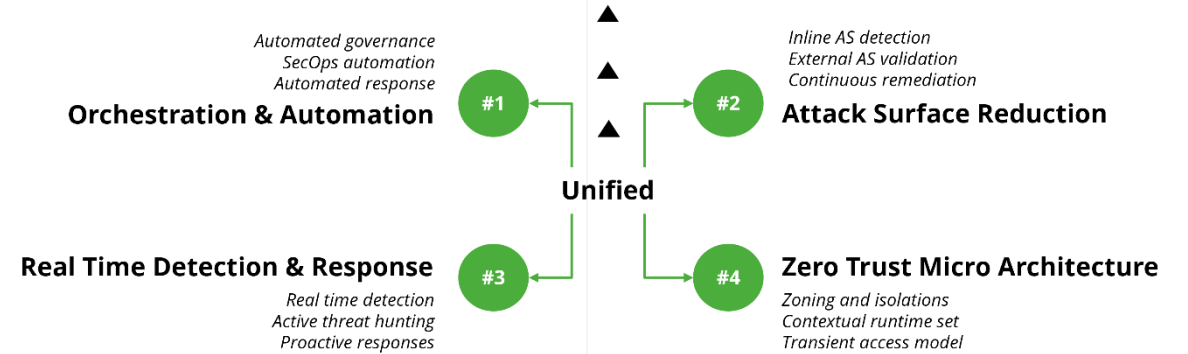 Automated governance
SecOps automation
Automated response
#1
Orchestration & Automation
Inline AS detection
External AS validation
Continuous remediation
#2
Attack Surface Reduction
Unified
Real Time Detection & Response
#3
Real time detection
Active threat hunting
Proactive responses
#4
Zero Trust Micro Architecture
Zoning and isolations
Contextual runtime set
Transient access model